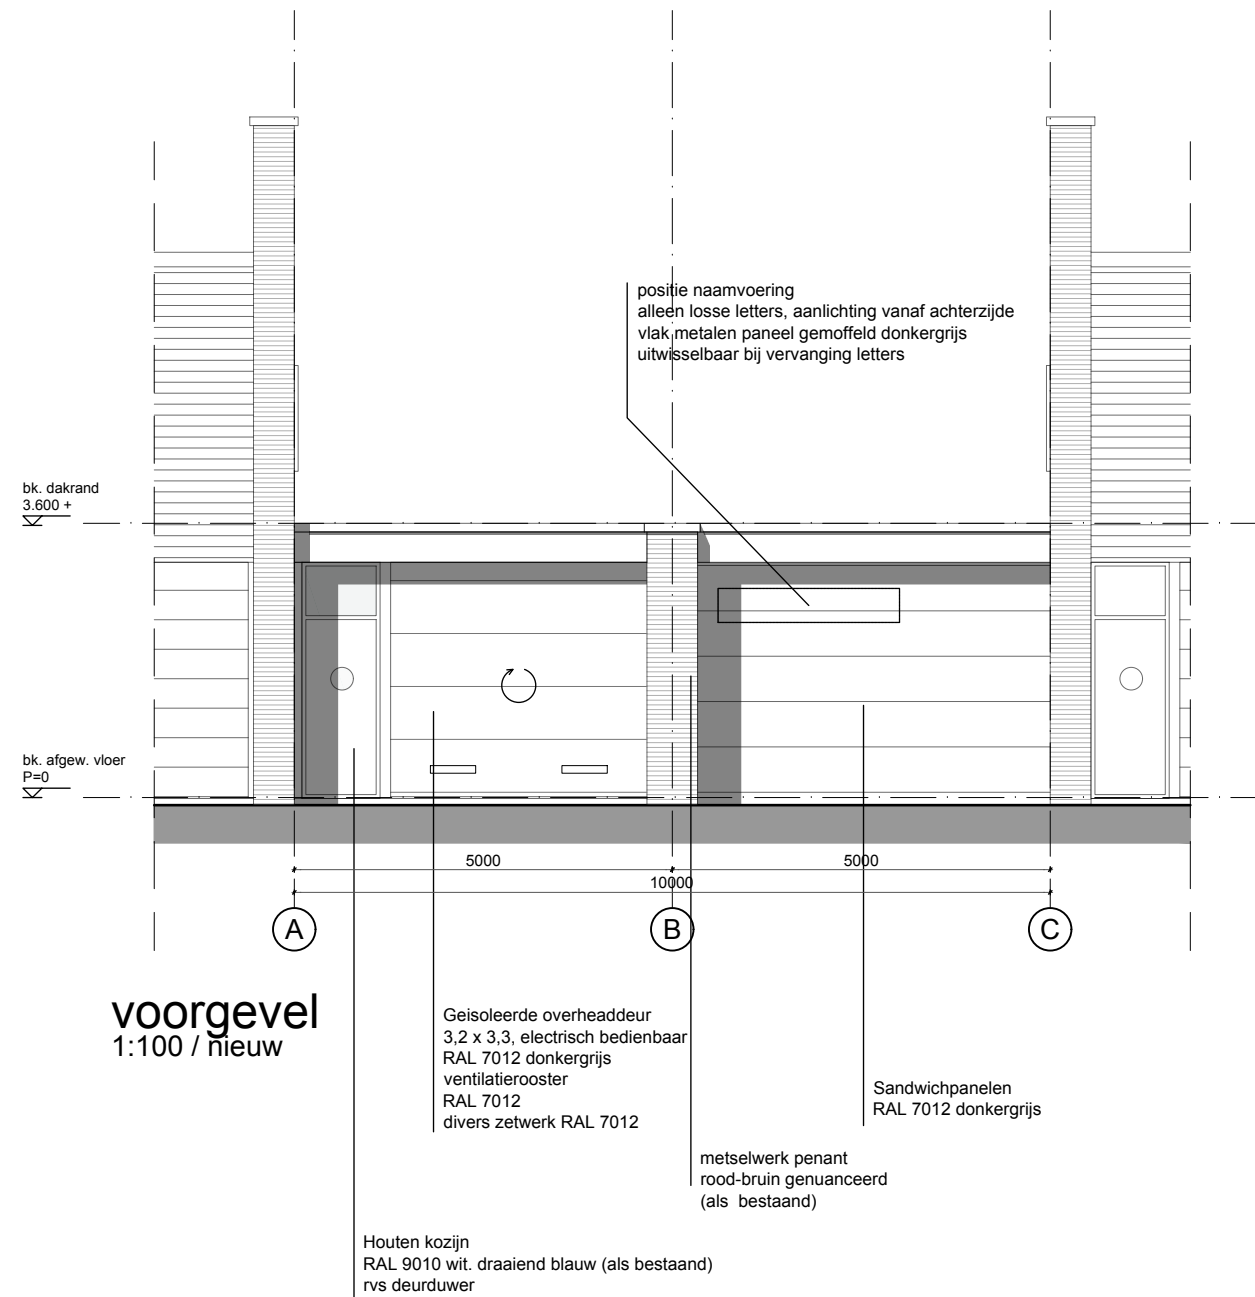 positie naamvoering
alleen losse letters, aanlichting vanaf achterzijde
vlak metalen paneel gemoffeld donkergrijs
uitwisselbaar bij vervanging letters
bk. dakrand
3.600 +
bk. afgew. vloer
P=0
5000
5000
10000
A
B
C
voorgevel
1:100 / nieuw
Geisoleerde overheaddeur
3,2 x 3,3, electrisch bedienbaar
RAL 7012 donkergrijs
ventilatierooster
RAL 7012
divers zetwerk RAL 7012
Sandwichpanelen
RAL 7012 donkergrijs
metselwerk penant
rood-bruin genuanceerd
(als bestaand)
Houten kozijn
RAL 9010 wit. draaiend blauw (als bestaand)
rvs deurduwer